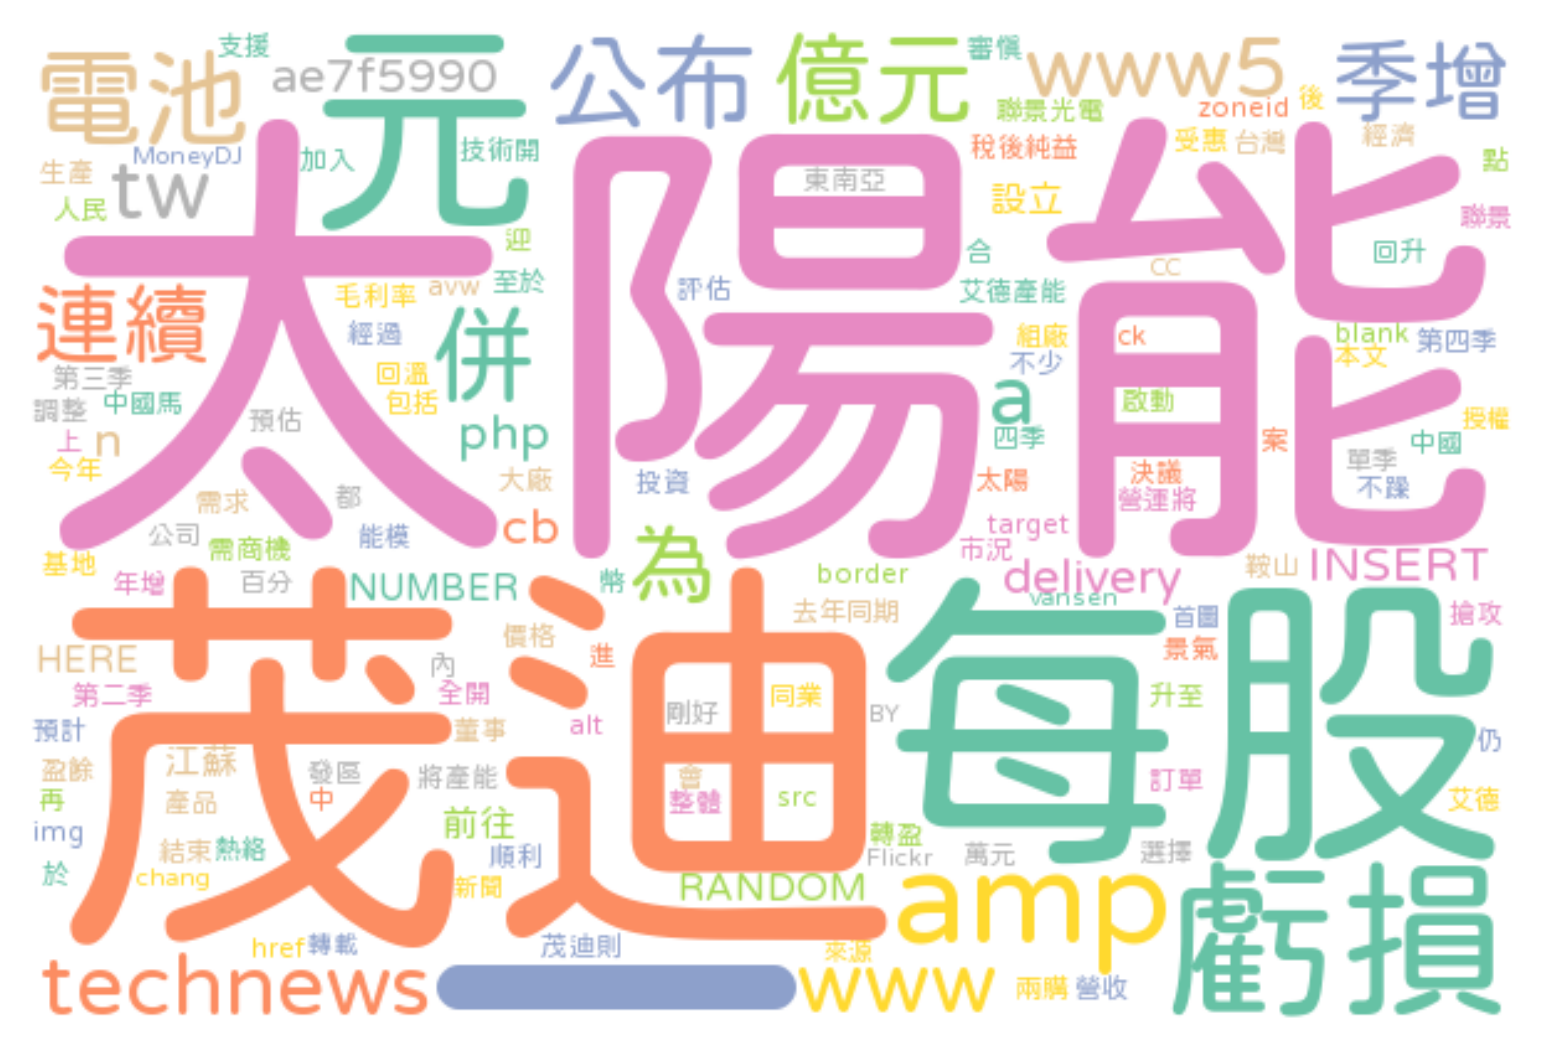 支援
元
公布
億元
審慎
www5
季增
電池
ae7f5990
聯景光電
zoneid
後
生產
MoneyDJ
加入
技術開
稅後純益
受惠
台灣
經濟
點
人民
tw
太陽能
東南亞
設立
聯景
迎
合
回升
連續
毛利率
avw
至於
評估
艾德產能
cc
經過
併
組廠
ck
blank
第四季
第三季
回溫
不少
本文
調整
中國馬
預估
包括
a
啟動
授權
上
n
php
四季
案
中國
今年
大廠
投資
太陽
決議
單季
需求
都
營運將
不躁
公司
需商機
能模
cb
為
target
市況
基地
年增
百分
NUMBER
幣
border
delivery
鞍山
INSERT
茂迪
每股
去年同期
vansen
首圖
搶攻
HERE
價格
進
景氣
第二季
內
全開
剛好
同業
升至
預計
董事
alt
BY
仍
盈餘
江蘇
發區
將產能
會
訂單
再
產品
中
整體
src
艾德
img
前往
轉盈
結束
熱絡
順利
Flickr
萬元
選擇
於
chang
新聞
RANDOM
amp
虧損
href
轉載
茂迪則
來源
technews
www
兩購
營收